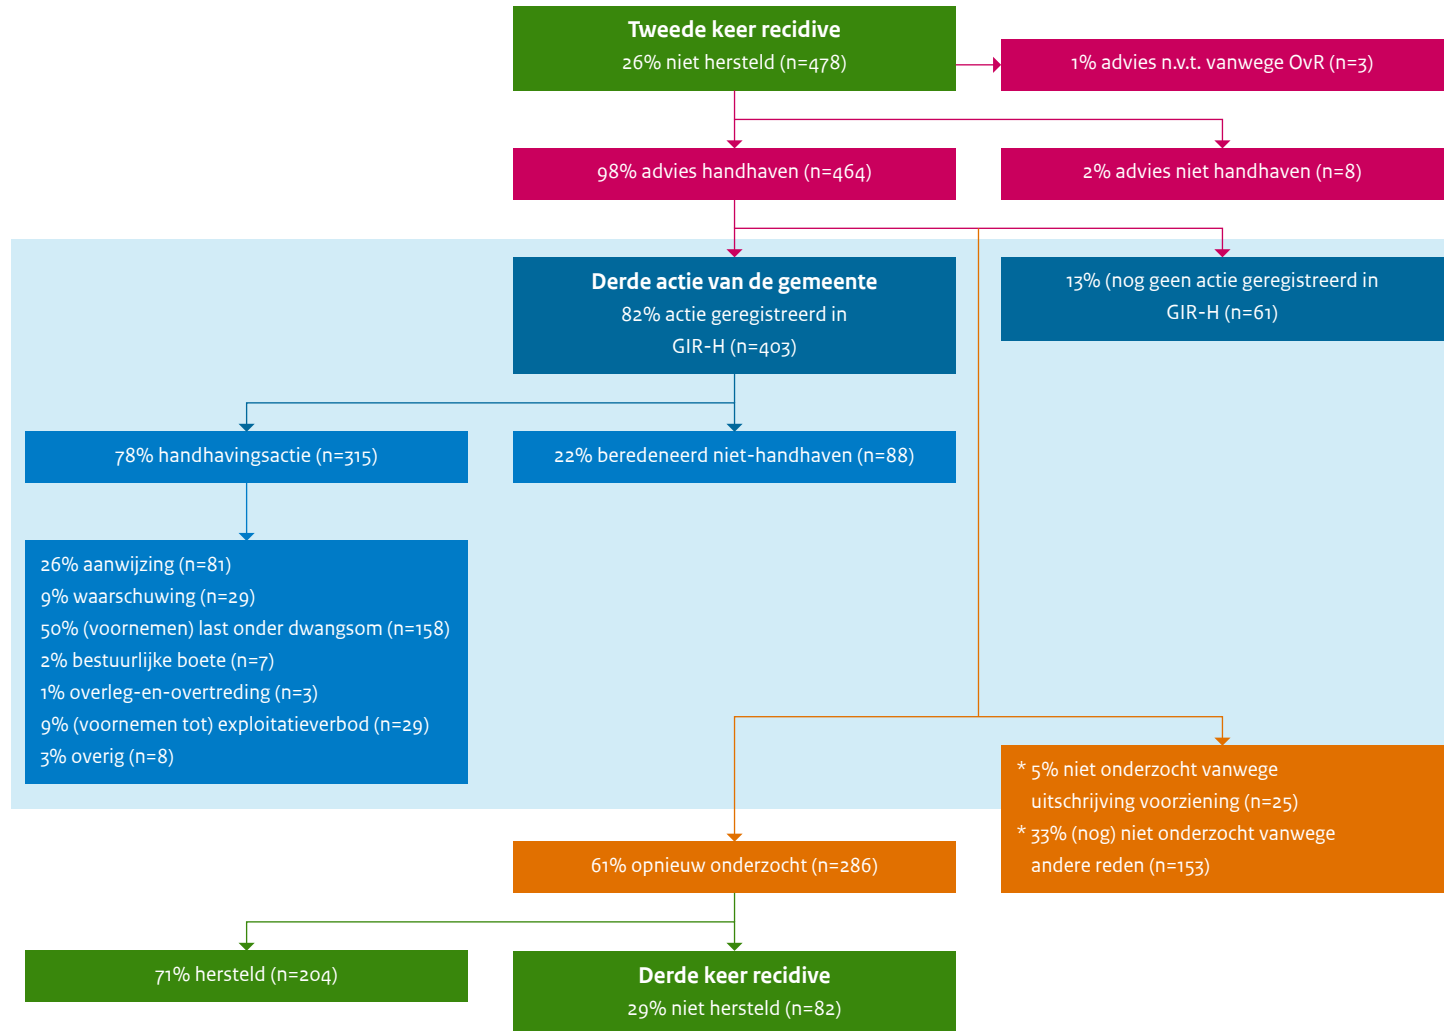 Tweede keer recidive
26% niet hersteld (n=478)
1% advies n.v.t. vanwege OvR (n=3)
98% advies handhaven (n=464)
2% advies niet handhaven (n=8)
Derde actie van de gemeente
82% actie geregistreerd in
GIR-H (n=403)
13% (nog geen actie geregistreerd in
GIR-H (n=61)
78% handhavingsactie (n=315)
22% beredeneerd niet-handhaven (n=88)
26% aanwijzing (n=81)
9% waarschuwing (n=29)
50% (voornemen) last onder dwangsom (n=158)
2% bestuurlijke boete (n=7)
1% overleg-en-overtreding (n=3)
9% (voornemen tot) exploitatieverbod (n=29)
3% overig (n=8)
* 5% niet onderzocht vanwege
uitschrijving voorziening (n=25)
* 33% (nog) niet onderzocht vanwege
andere reden (n=153)
61% opnieuw onderzocht (n=286)
71% hersteld (n=204)
Derde keer recidive
29% niet hersteld (n=82)